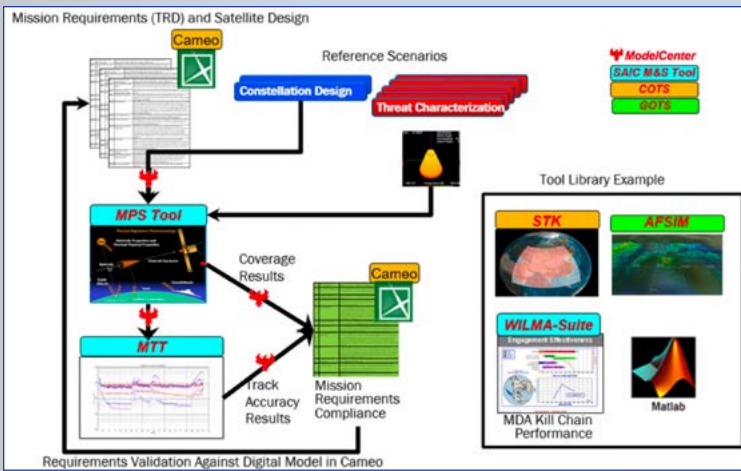 Mission Requirements (TRD) and Satellite Design
Cameo
Reference Scenarios
Constellation Design
Threat Characterization
ModelCenter
SAIC M&S Tool
COTS
GOTS
MPS Tool
Coverage
Results
Cameo
MTT
Track
Accuracy
Results
Mission
Requirements
Compliance
Requirements Validation Against Digital Model in Cameo
Tool Library Example
STK
AFSIM
WILMA-Suite
Engagement Effectiveness
MDA Kill Chain
Performance
Matlab